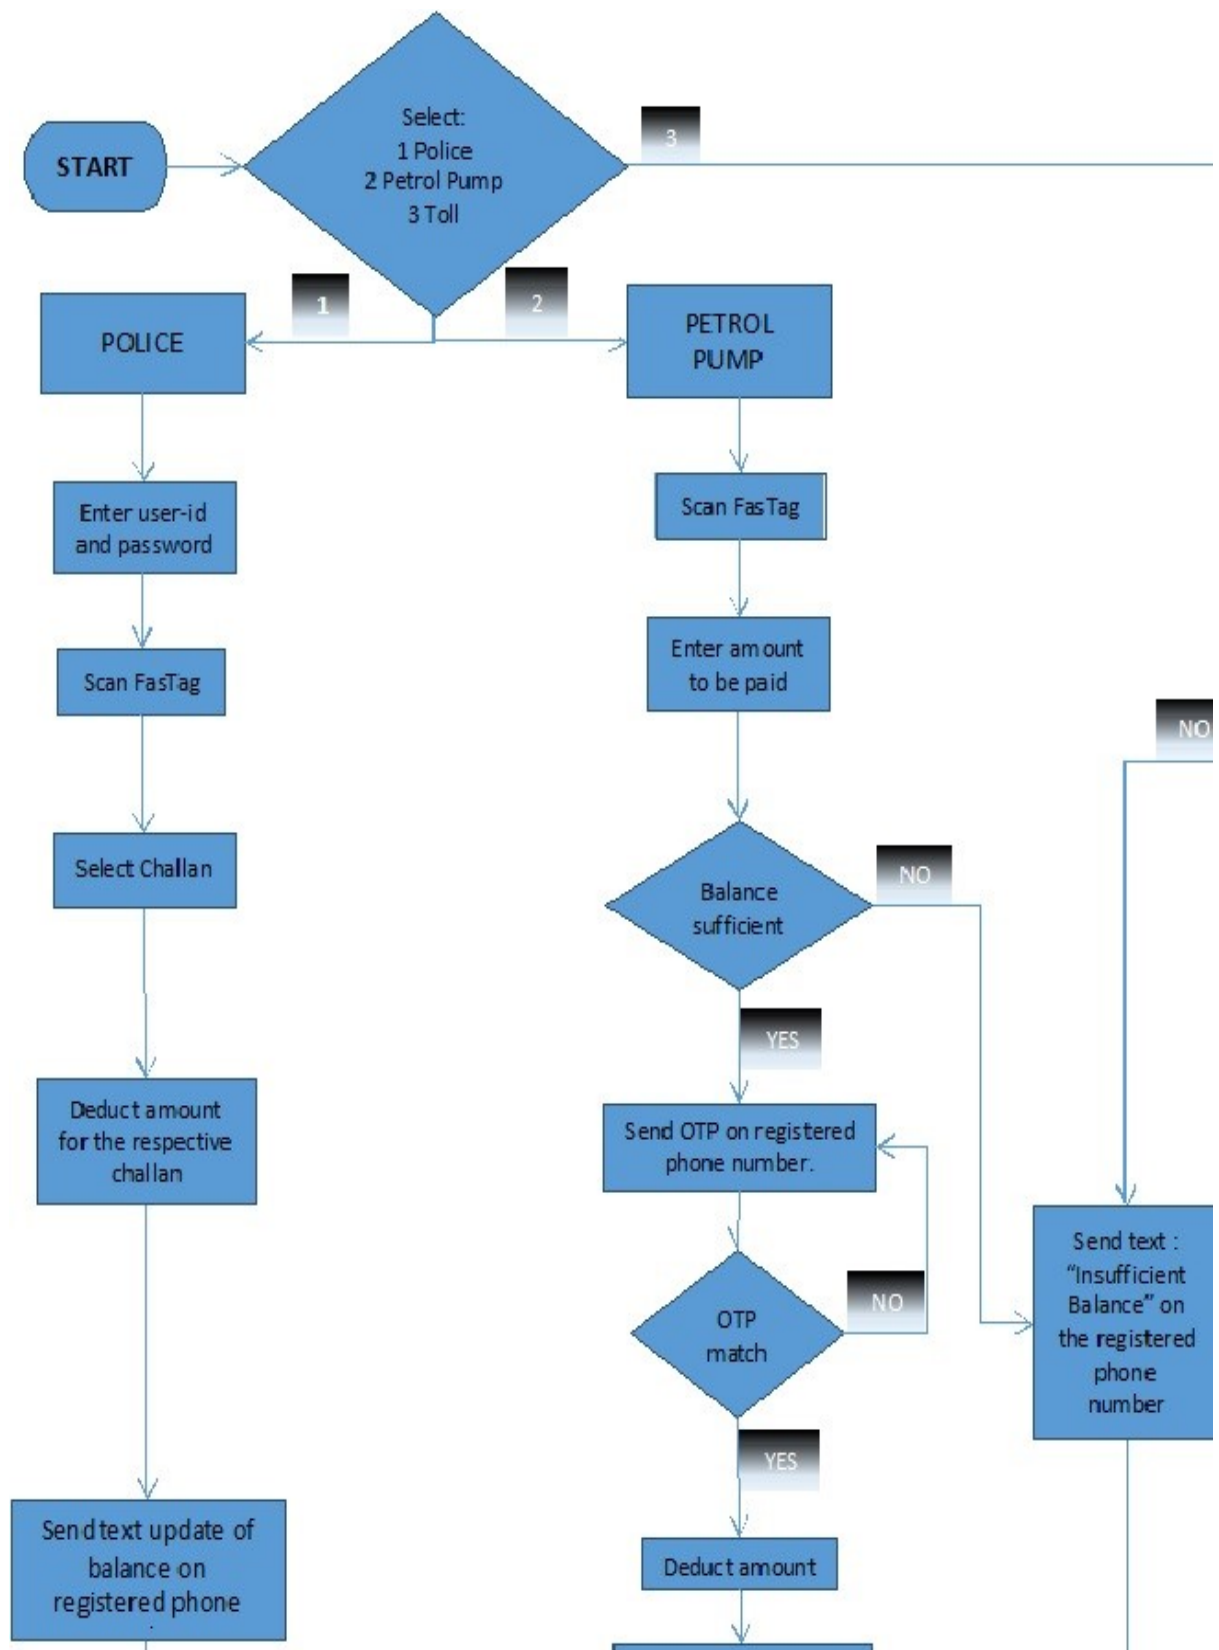 START
Select:
1 Police
2 Petrol Pump
3 Toll
3
1
2
POLICE
PETROL
PUMP
Enter user-id
and password
Scan FasTag
Scan FasTag
Enter amount
to be paid
NO
Select Challan
Balance
sufficient
NO
YES
Deduct amount
for the respective
challan
Send OTP on registered
phone number.
OTP
match
NO
Send text :
“Insufficient
Balance” on
the registered
phone
number
YES
Send text update of
balance on
registered phone
.
Deduct amount